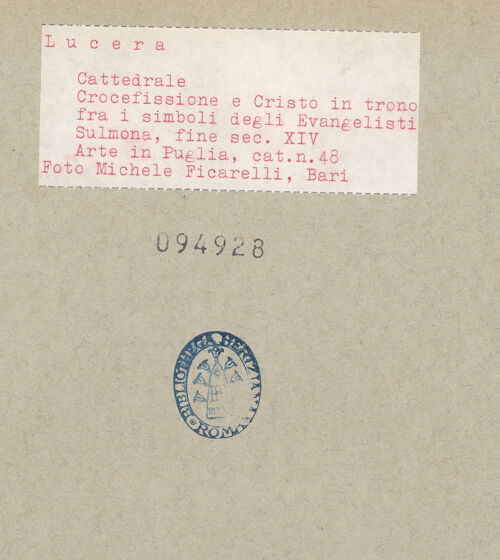 Lucera
Cattedrale
Crocefissione e Cristo in trono
fra i simboli degli Evangelisti
Sulmona, fine sec. XIV
Arte in Puglia, cat.n.48
Foto Michele Ficarelli, Bari
094928
BIBLIOTHECA HERTZIANA
ROMA